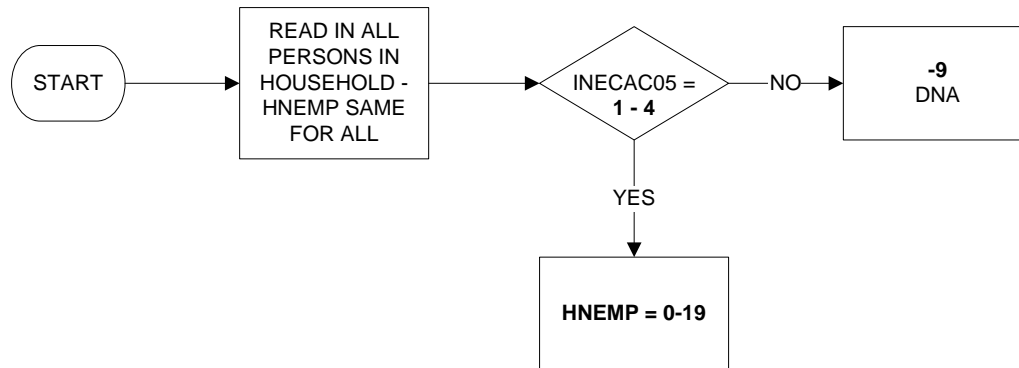 START
READ IN ALL
PERSONS IN
HOUSEHOLD -
HNEMP SAME
FOR ALL
INECAC05 =
1 - 4
NO
-9
DNA
YES
HNEMP = 0-19